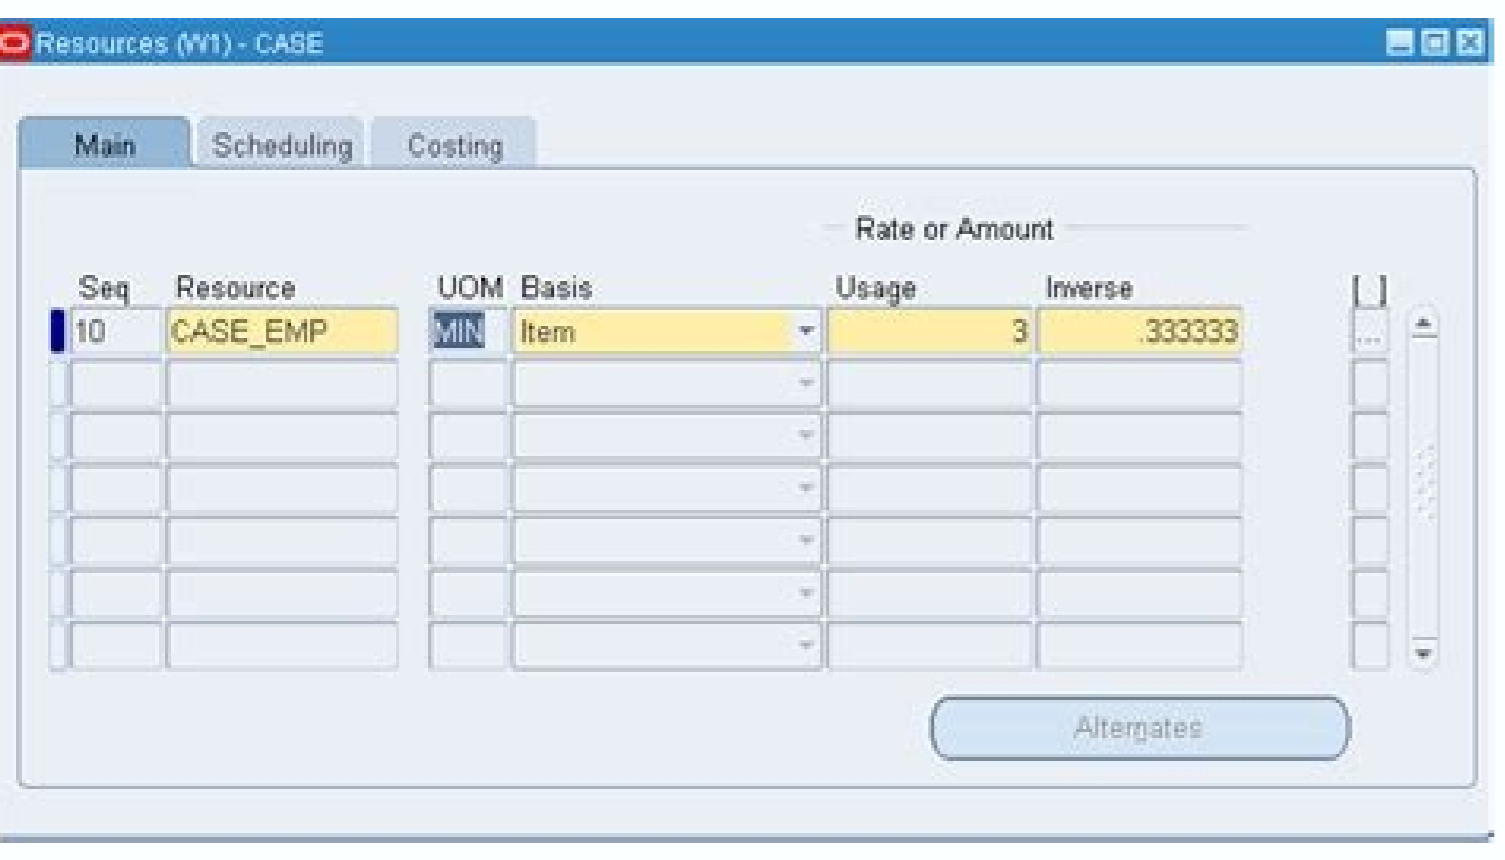 Resources (W1) - CASE
Main Scheduling Costing
Rate or Amount
Seq Resource UOM Basis Usage Inverse [ ]
10 CASE_EMP MIN Item 3 .333333 ...
Alternates